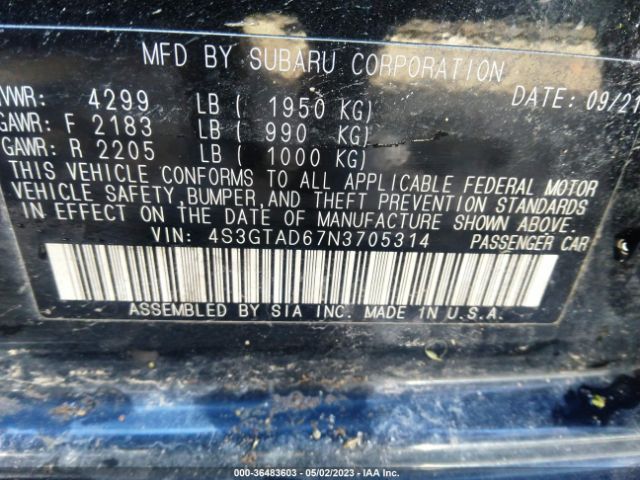 MFD BY SUBARU CORPORATION
VWR: 4299 LB ( 1950 KG) DATE: 09/21
GAWR: F 2183 LB ( 990 KG)
GAWR: R 2205 LB ( 1000 KG)
THIS VEHICLE CONFORMS TO ALL APPLICABLE FEDERAL MOTOR
VEHICLE SAFETY, BUMPER, AND THEFT PREVENTION STANDARDS
IN EFFECT ON THE DATE OF MANUFACTURE SHOWN ABOVE.
VIN: 4S3GTAD67N3705314 PASSENGER CAR
ASSEMBLED BY SIA INC. MADE IN U.S.A.
000-36483603 - 05/02/2023 - IAA Inc.